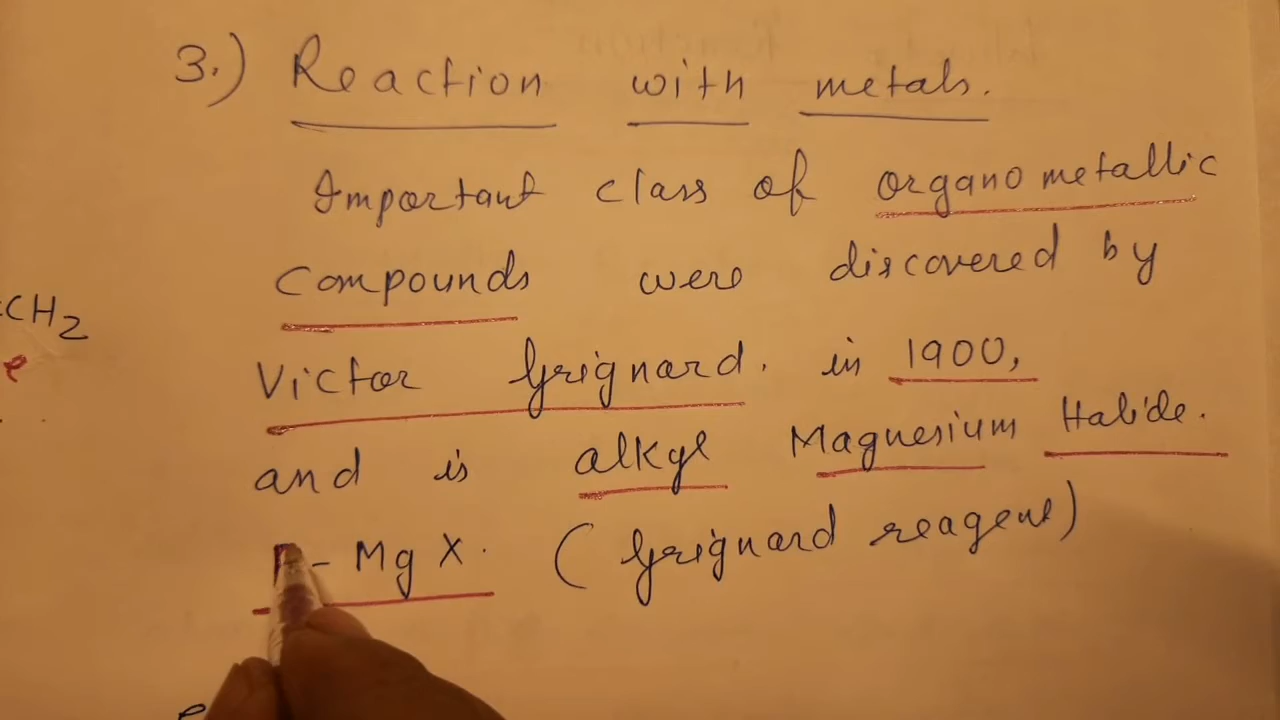 3.) Reaction with metals.
Important class of organometallic
Compounds were discovered by
Victor Grignard. in 1900,
and is alkyl Magnesium Halide.
R - Mg X. (Grignard reagent)
CH2
e